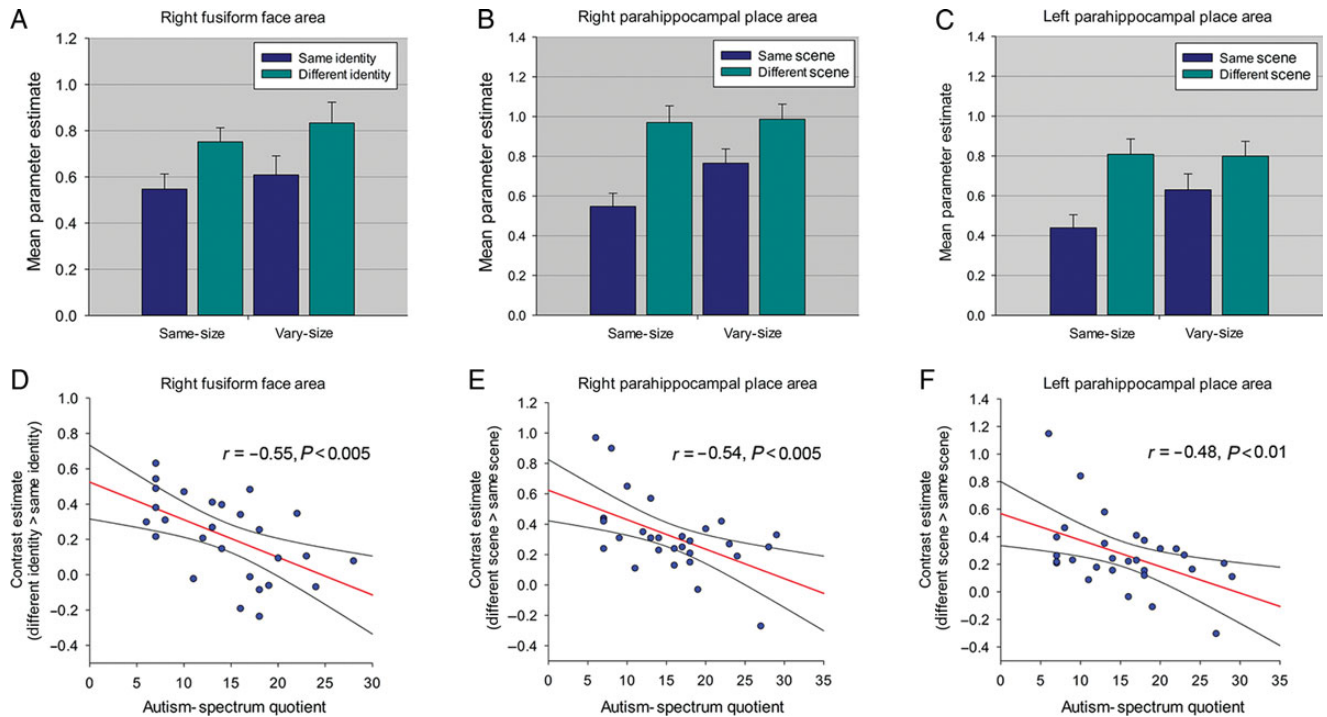 A
Right fusiform face area
1.2
1.0
0.8
0.6
0.4
0.2
0.0
Mean parameter estimate
Same identity
Different identity
Same-size
Vary-size
B
Right parahippocampal place area
1.4
1.2
1.0
0.8
0.6
0.4
0.2
0.0
Mean parameter estimate
Same scene
Different scene
Same-size
Vary-size
C
Left parahippocampal place area
1.4
1.2
1.0
0.8
0.6
0.4
0.2
0.0
Mean parameter estimate
Same scene
Different scene
Same-size
Vary-size
D
Right fusiform face area
1.0
0.8
0.6
0.4
0.2
0.0
−0.2
−0.4
Contrast estimate
(different identity > same identity)
r = −0.55, P<0.005
0 5 10 15 20 25 30
Autism-spectrum quotient
E
Right parahippocampal place area
1.2
1.0
0.8
0.6
0.4
0.2
0.0
−0.2
−0.4
Contrast estimate
(different scene > same scene)
r = −0.54, P<0.005
0 5 10 15 20 25 30 35
Autism-spectrum quotient
F
Left parahippocampal place area
1.4
1.2
1.0
0.8
0.6
0.4
0.2
0.0
−0.2
−0.4
Contrast estimate
(different scene > same scene)
r = −0.48, P<0.01
0 5 10 15 20 25 30 35
Autism-spectrum quotient